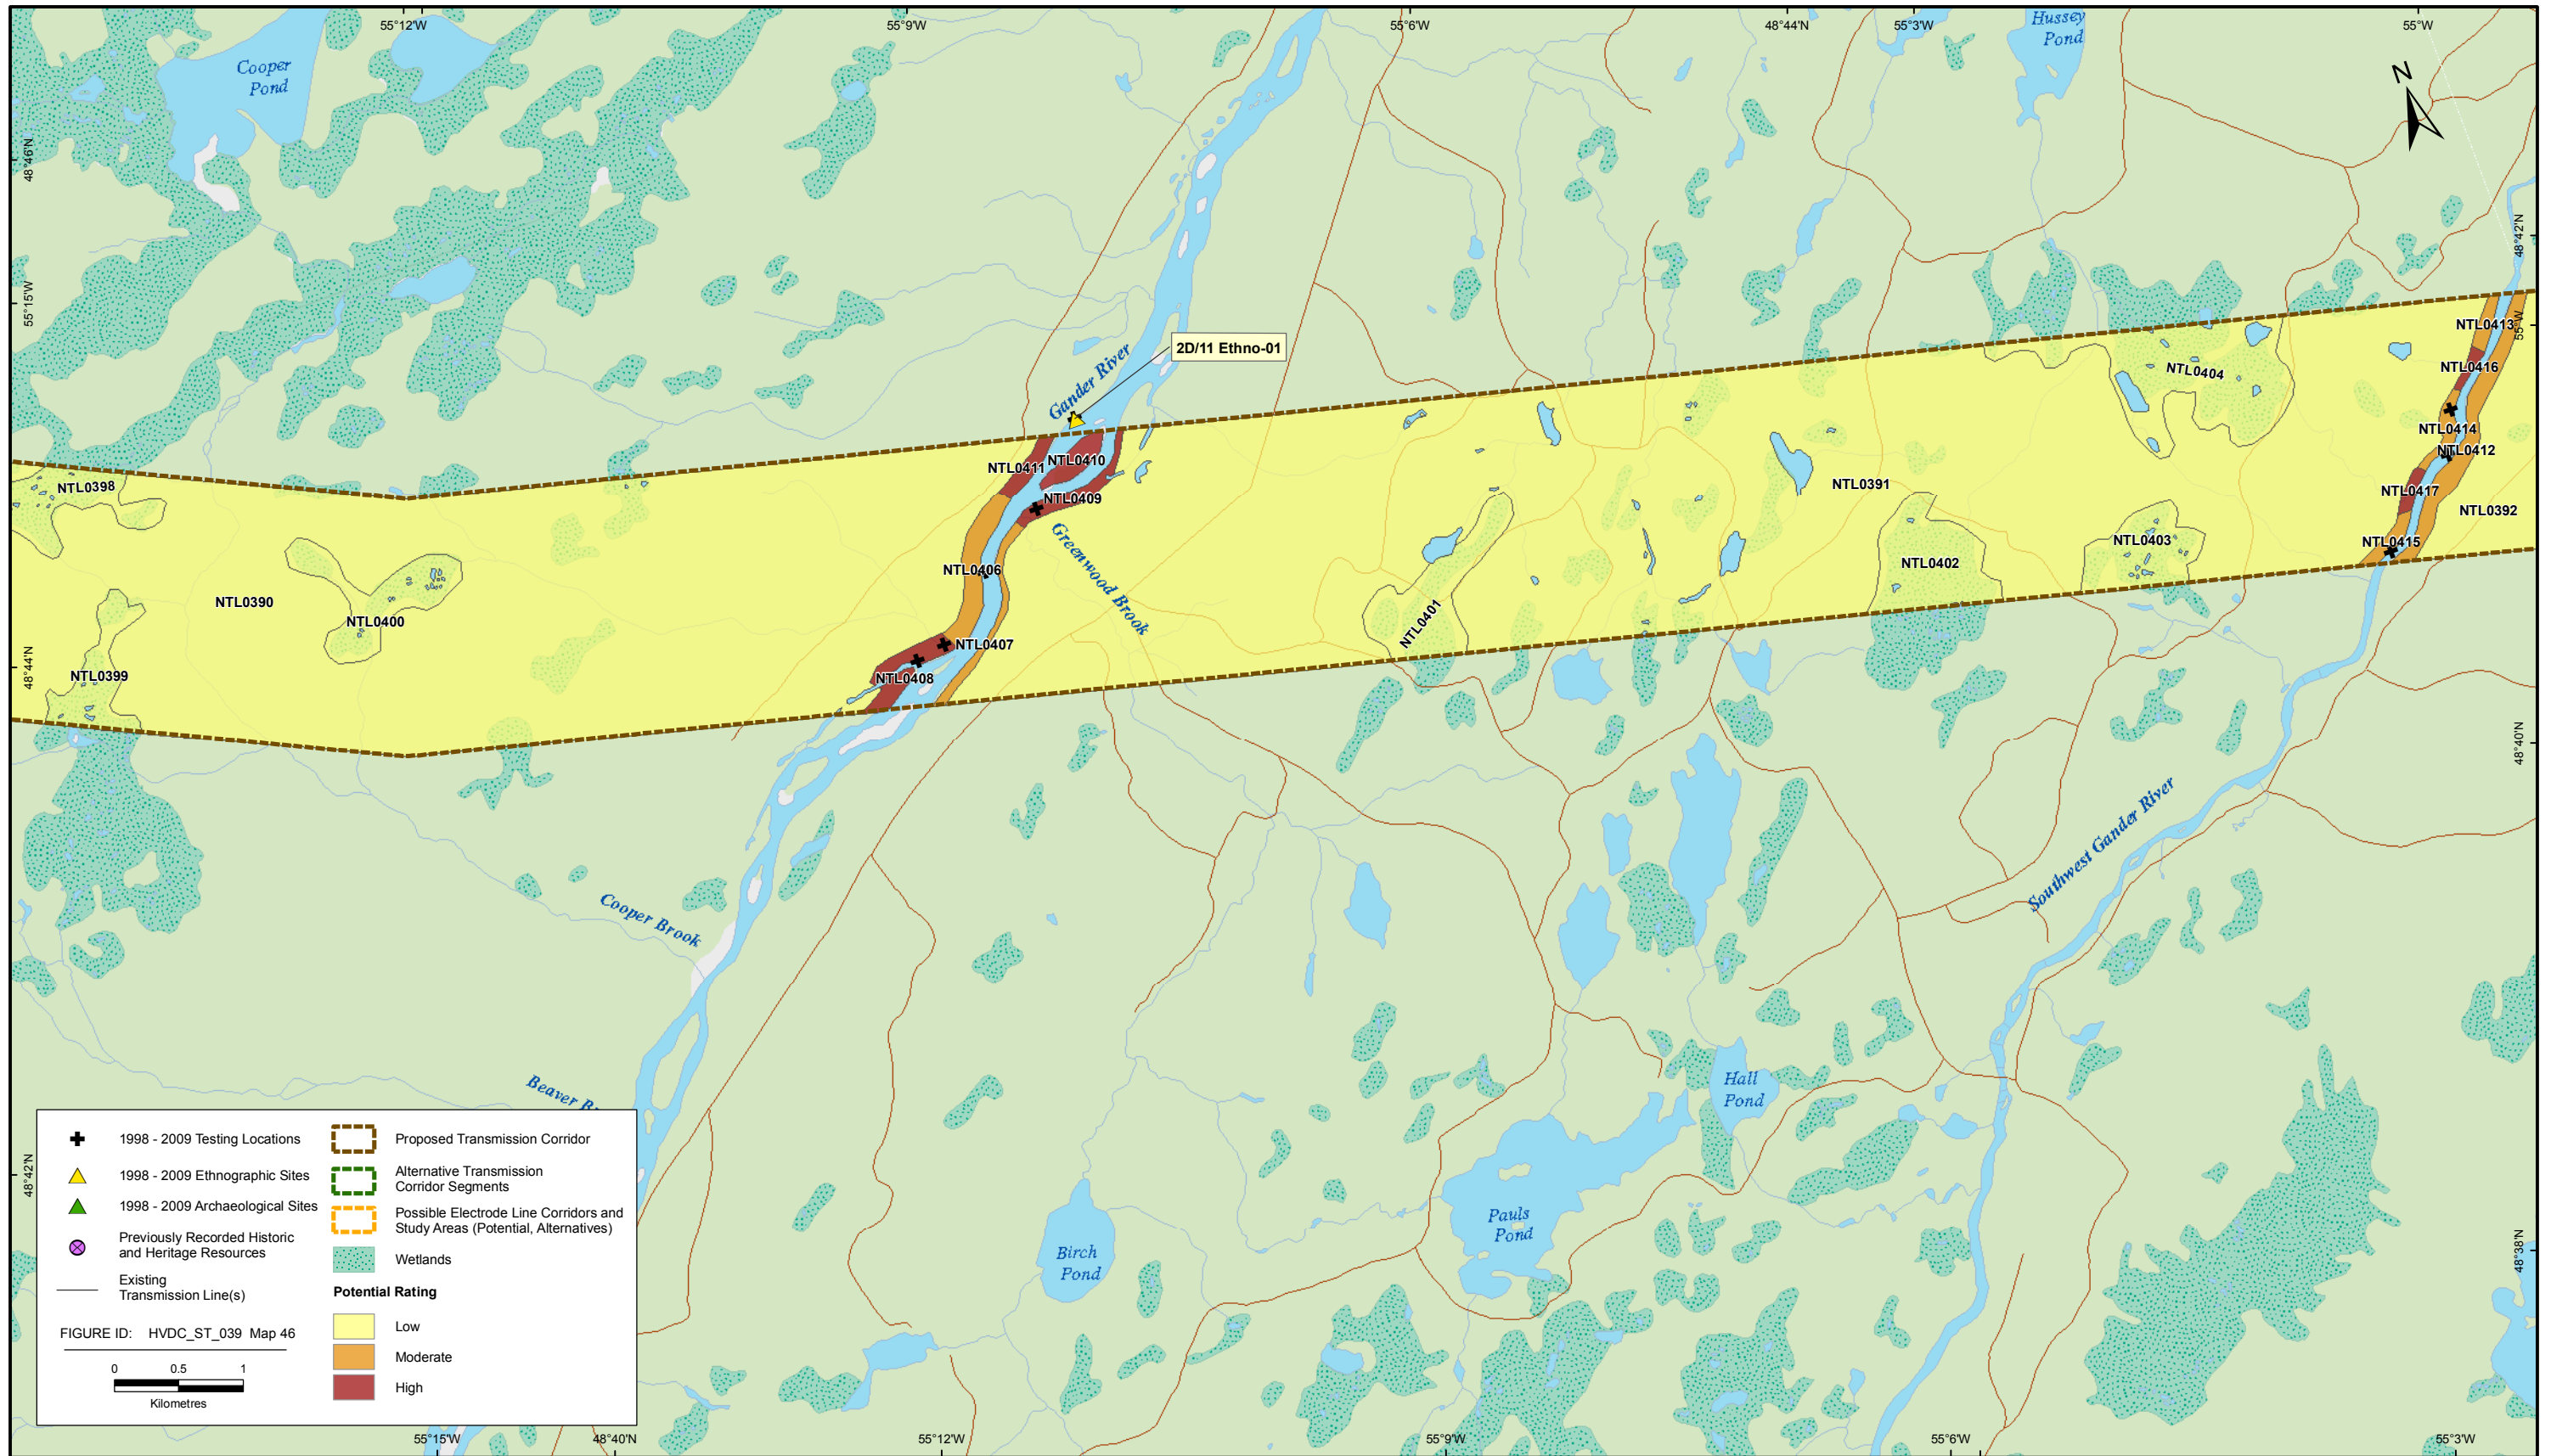 55°12'W
55°9'W
55°6'W
48°44'N
55°3'W
55°W
Hussey
Pond
Cooper
Pond
N
48°46'N
48°42'N
55°15'W
55°W
2D/11 Ethno-01
Gander River
NTL0413
NTL0416
NTL0404
NTL0414
NTL0412
NTL0411
NTL0410
NTL0409
NTL0398
NTL0391
NTL0417
NTL0392
NTL0415
NTL0403
NTL0402
NTL0406
Greenwood Brook
NTL0390
NTL0400
NTL0401
NTL0407
NTL0408
NTL0399
48°44'N
48°40'N
Southwest Gander River
Cooper Brook
Beaver
Hall
Pond
Pauls
Pond
Birch
Pond
48°42'N
48°38'N
1998 - 2009 Testing Locations
1998 - 2009 Ethnographic Sites
1998 - 2009 Archaeological Sites
Previously Recorded Historic
and Heritage Resources
Existing
Transmission Line(s)
FIGURE ID: HVDC_ST_039 Map 46
0 0.5 1
Kilometres
Proposed Transmission Corridor
Alternative Transmission
Corridor Segments
Possible Electrode Line Corridors and
Study Areas (Potential, Alternatives)
Wetlands
Potential Rating
Low
Moderate
High
55°15'W
48°40'N
55°12'W
55°9'W
55°6'W
55°3'W